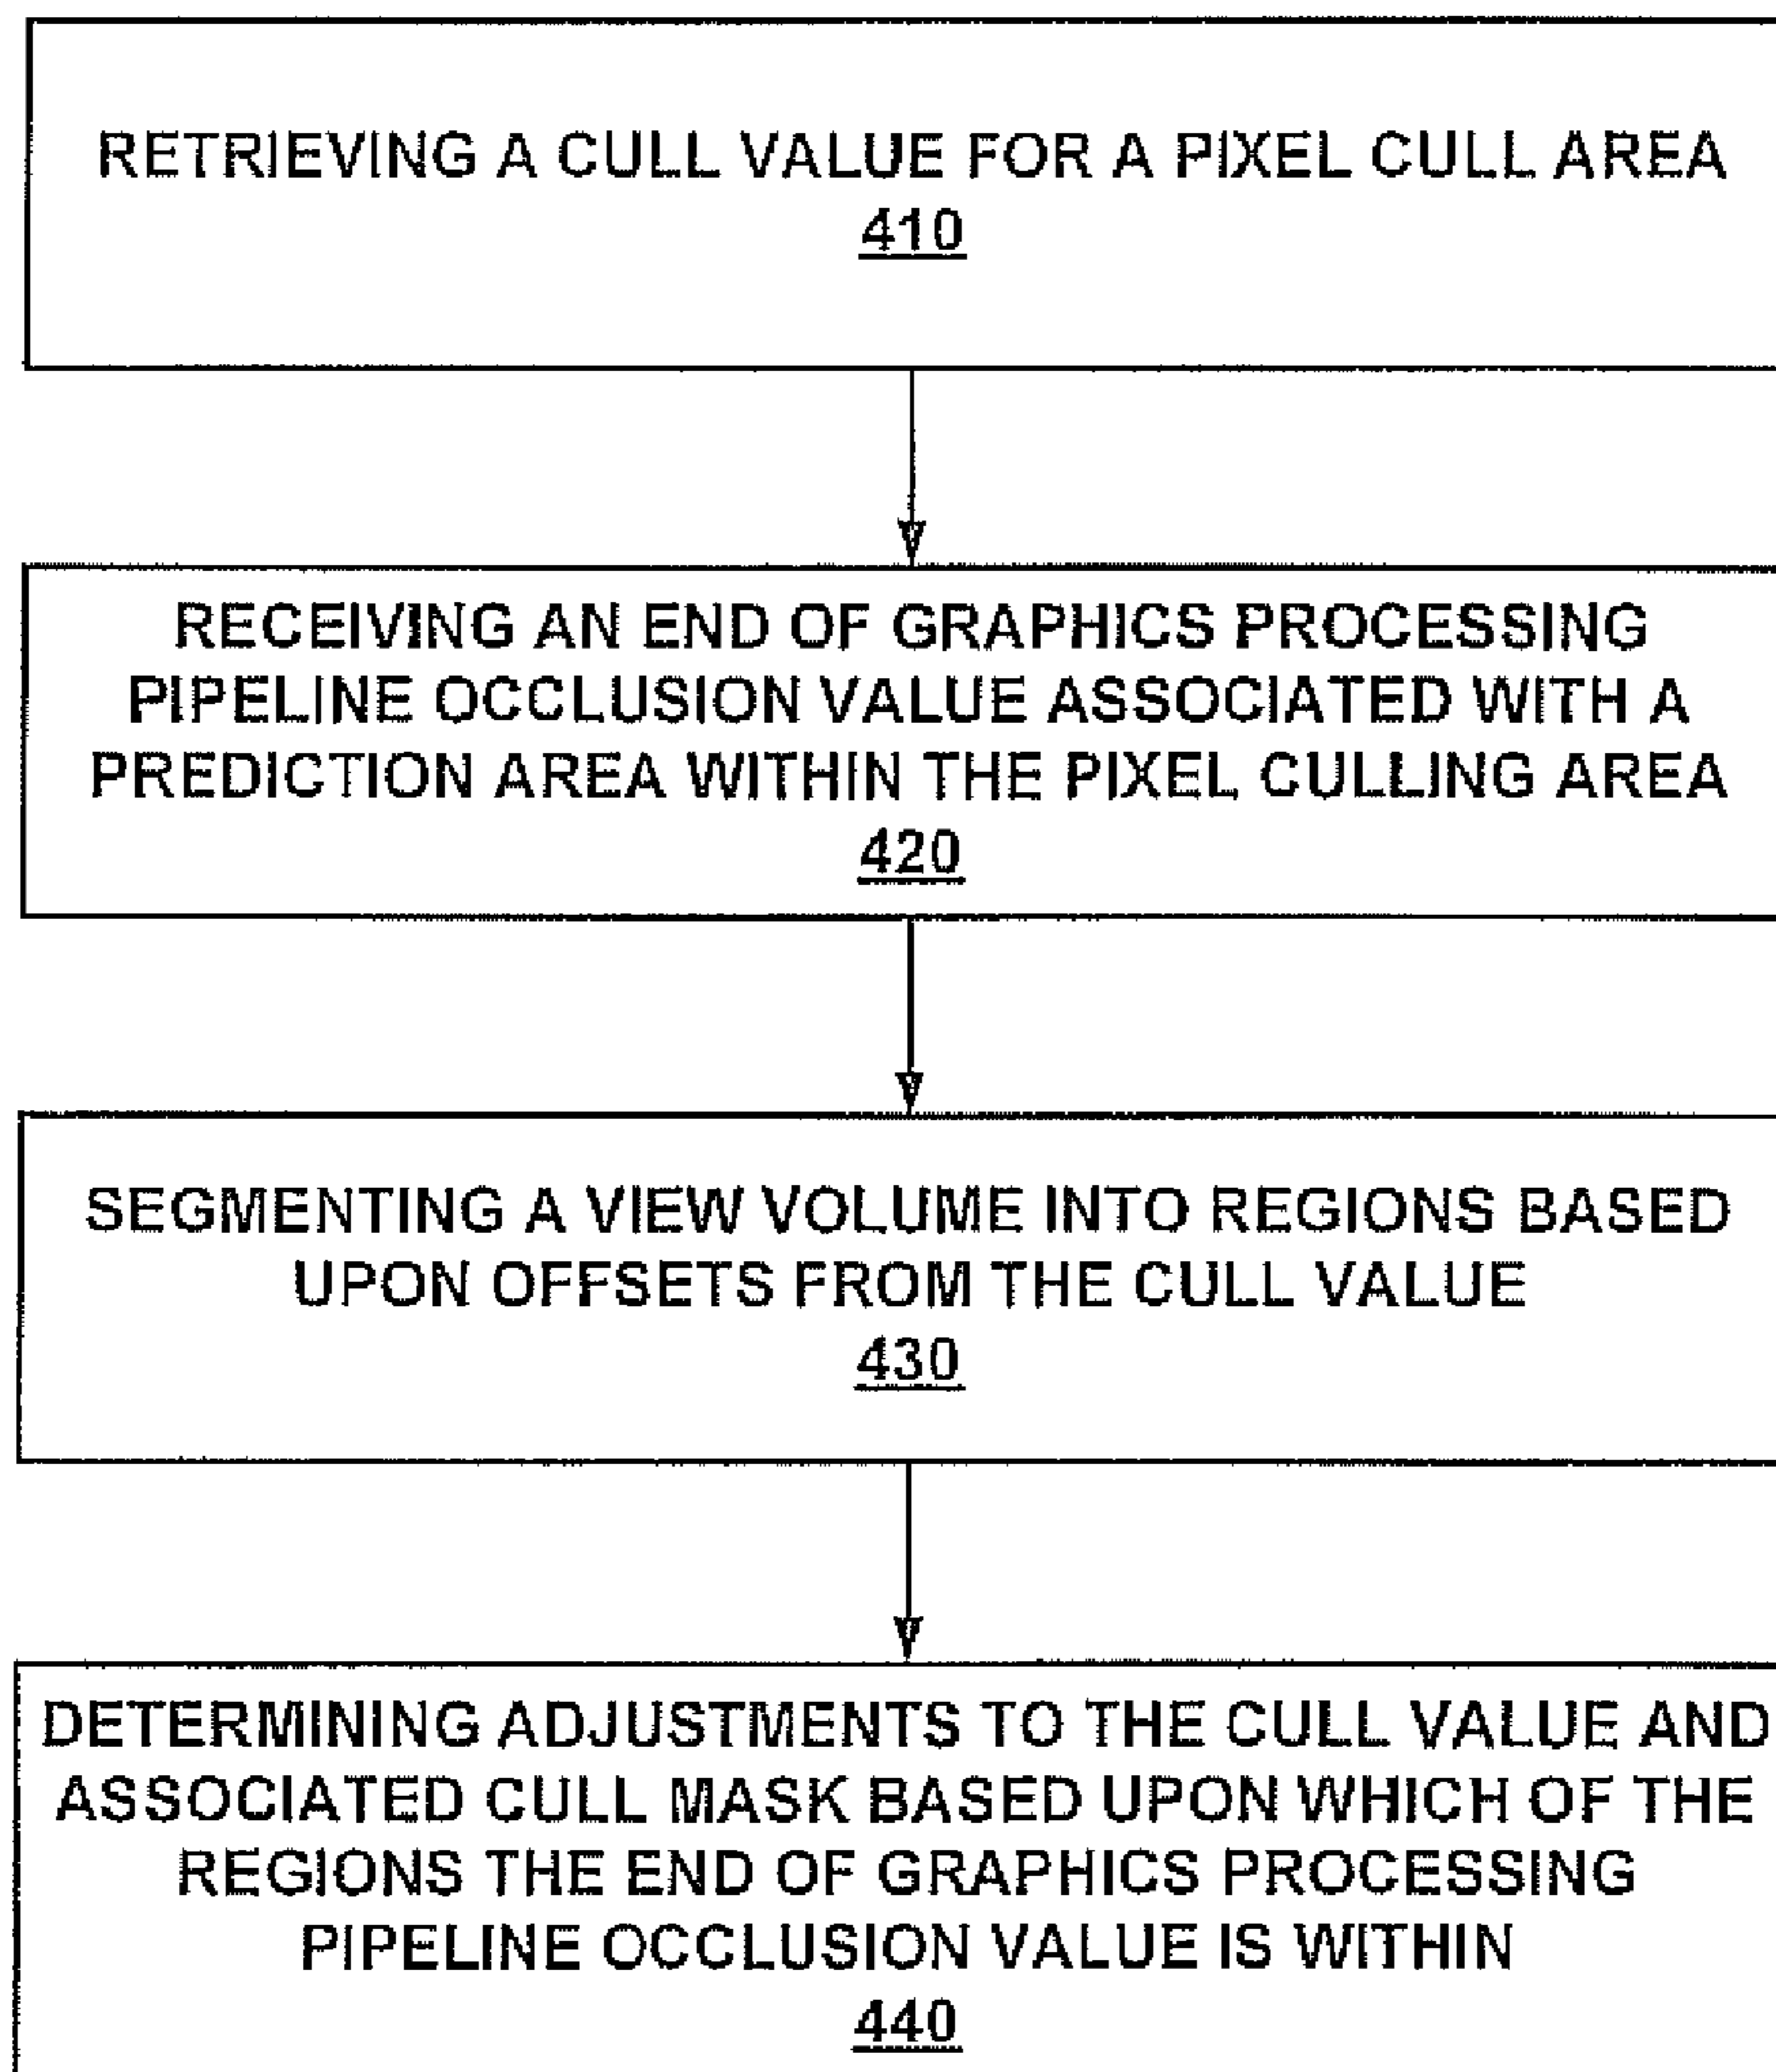 RETRIEVING A CULL VALUE FOR A PIXEL CULL AREA
410
RECEIVING AN END OF GRAPHICS PROCESSING
PIPELINE OCCLUSION VALUE ASSOCIATED WITH A
PREDICTION AREA WITHIN THE PIXEL CULLING AREA
420
SEGMENTING A VIEW VOLUME INTO REGIONS BASED
UPON OFFSETS FROM THE CULL VALUE
430
DETERMINING ADJUSTMENTS TO THE CULL VALUE AND
ASSOCIATED CULL MASK BASED UPON WHICH OF THE
REGIONS THE END OF GRAPHICS PROCESSING
PIPELINE OCCLUSION VALUE IS WITHIN
440